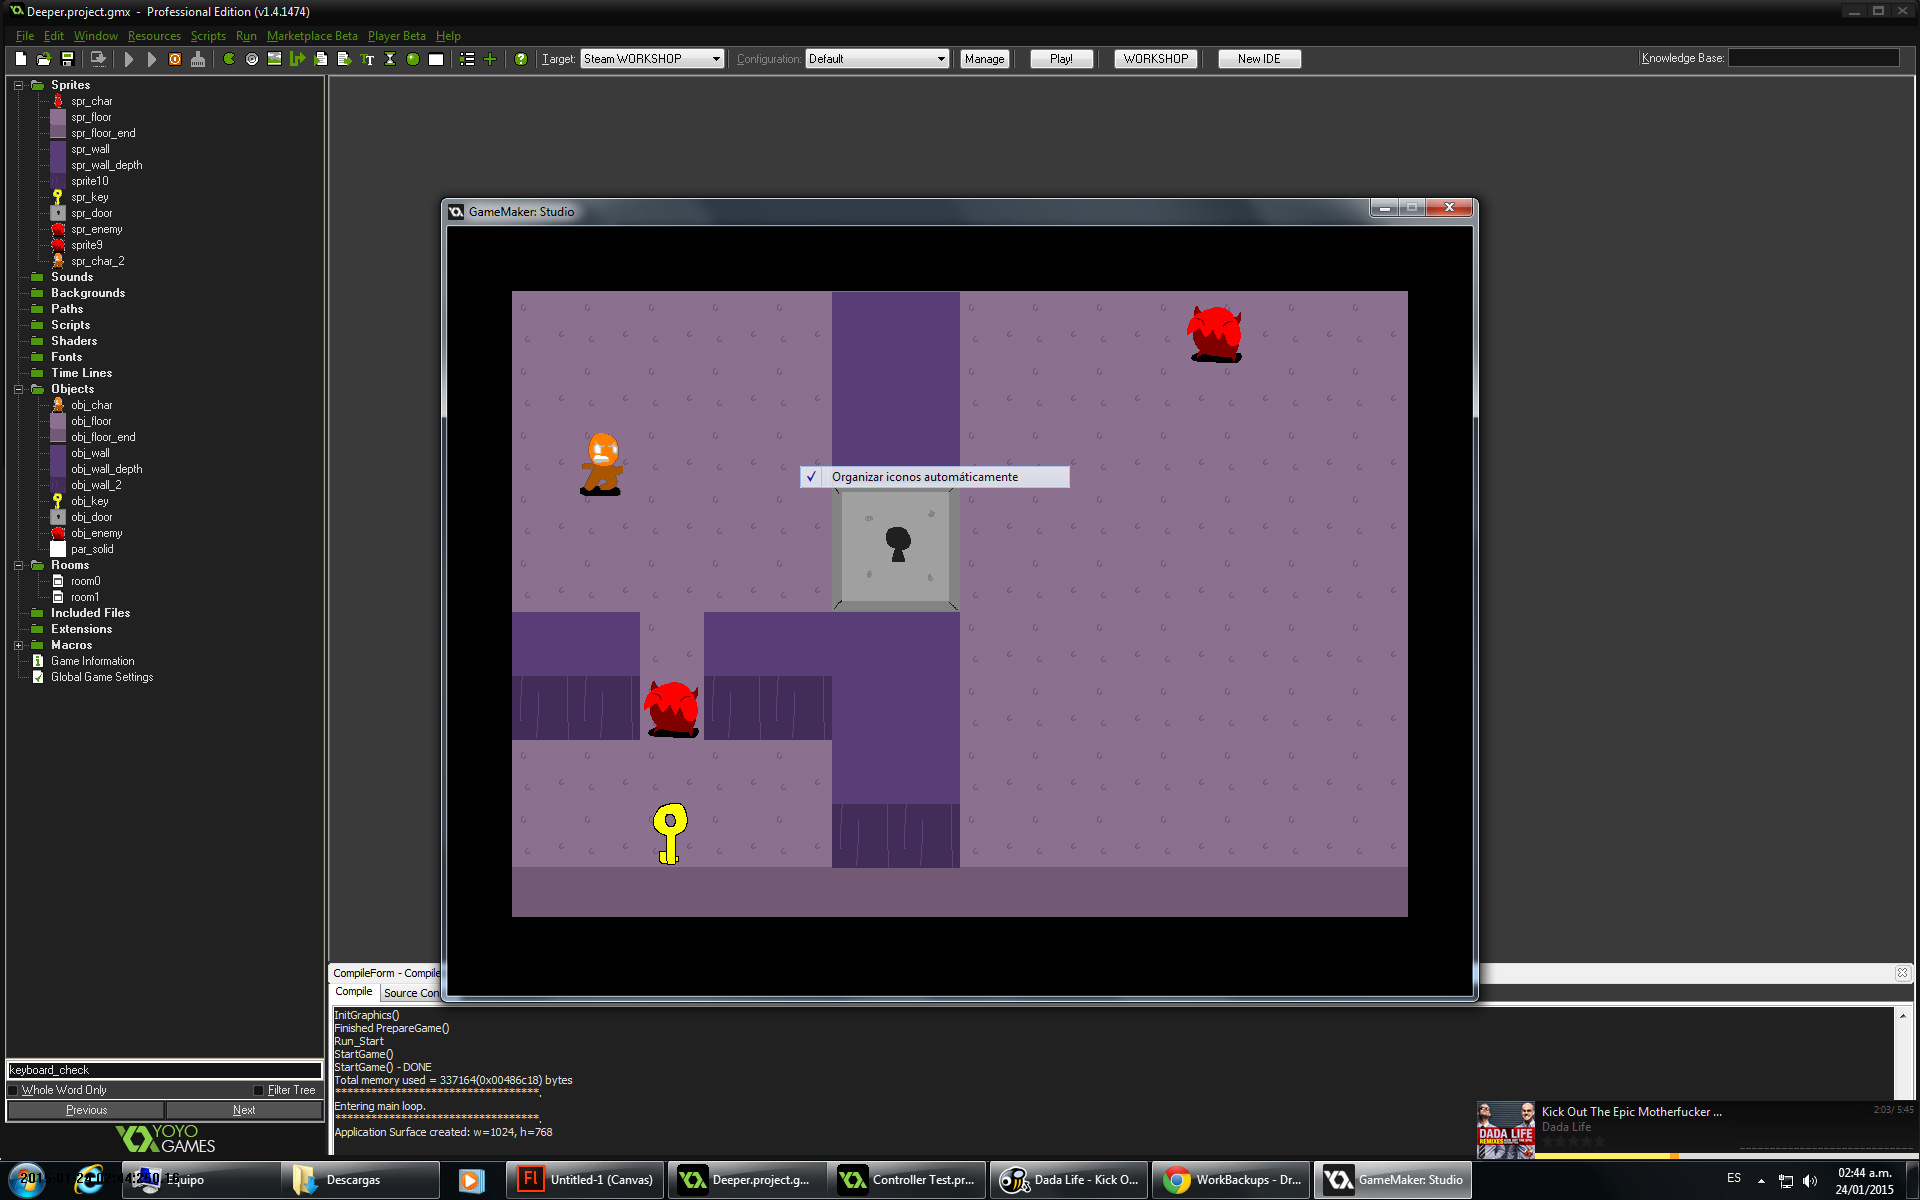 Deeper.project.gmx - Professional Edition (v1.4.1474)
File Edit Window Resources Scripts Run Marketplace Beta Player Beta Help
Target: Steam WORKSHOP Configuration: Default Manage Play! WORKSHOP New IDE Knowledge Base:
Sprites
spr_char
spr_floor
spr_floor_end
spr_wall
spr_wall_depth
sprite10
spr_key
spr_door
spr_enemy
sprite9
spr_char_2
Sounds
Backgrounds
Paths
Scripts
Shaders
Fonts
Time Lines
Objects
obj_char
obj_floor
obj_floor_end
obj_wall
obj_wall_depth
obj_wall_2
obj_key
obj_door
obj_enemy
par_solid
Rooms
room0
room1
Included Files
Extensions
Macros
Game Information
Global Game Settings
keyboard_check
Whole Word Only Filter Tree
Previous Next
YOYO
GAMES
GameMaker: Studio
Organizar iconos automáticamente
CompileForm - Compile
Compile Source Con
InitGraphics()
Finished PrepareGame()
Run_Start
StartGame()
StartGame() - DONE
Total memory used = 337164(0x00486c18) bytes
**********************************.
Entering main loop.
**********************************.
Application Surface created: w=1024, h=768
DADA LIFE
Kick Out The Epic Motherfucker ...
Dada Life
2:03/ 5:45
Equipo
Descargas
Untitled-1 (Canvas)
Deeper.project.g...
Controller Test.pr...
Dada Life - Kick O...
WorkBackups - Dr...
GameMaker: Studio
ES
02:44 a.m.
24/01/2015